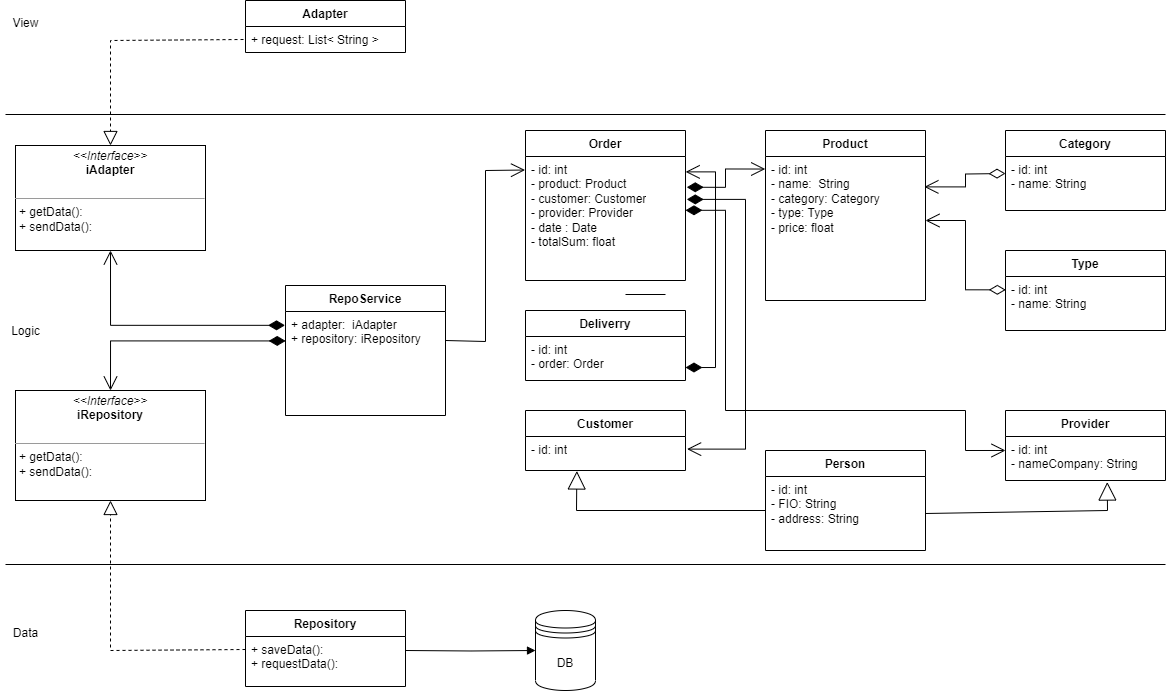 View
Adapter
+ request: List< String >
<<Interface>>
iAdapter
+ getData():
+ sendData():
Order
- id: int
- product: Product
- customer: Customer
- provider: Provider
- date : Date
- totalSum: float
Product
- id: int
- name:  String
- category: Category
- type: Type
- price: float
Category
- id: int
- name: String
Type
- id: int
- name: String
Logic
RepoService
+ adapter:  iAdapter
+ repository: iRepository
Deliverry
- id: int
- order: Order
<<Interface>>
iRepository
+ getData():
+ sendData():
Customer
- id: int
Person
- id: int
- FIO: String
- address: String
Provider
- id: int
- nameCompany: String
Data
Repository
+ saveData():
+ requestData():
DB